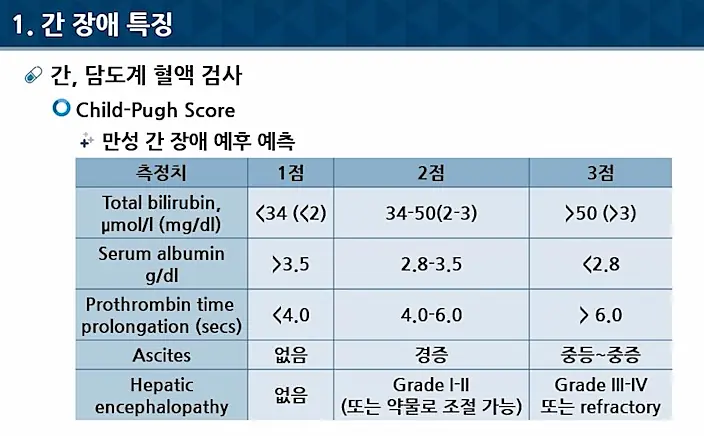 1. 간 장애 특징
간, 담도계 혈액 검사
Child-Pugh Score
만성 간 장애 예후 예측
측정치 1점 2점 3점
Total bilirubin, μmol/l (mg/dl) <34 (<2) 34-50(2-3) >50 (>3)
Serum albumin g/dl >3.5 2.8-3.5 <2.8
Prothrombin time prolongation (secs) <4.0 4.0-6.0 > 6.0
Ascites 없음 경증 중등~중증
Hepatic encephalopathy 없음 Grade I-II (또는 약물로 조절 가능) Grade III-IV 또는 refractory